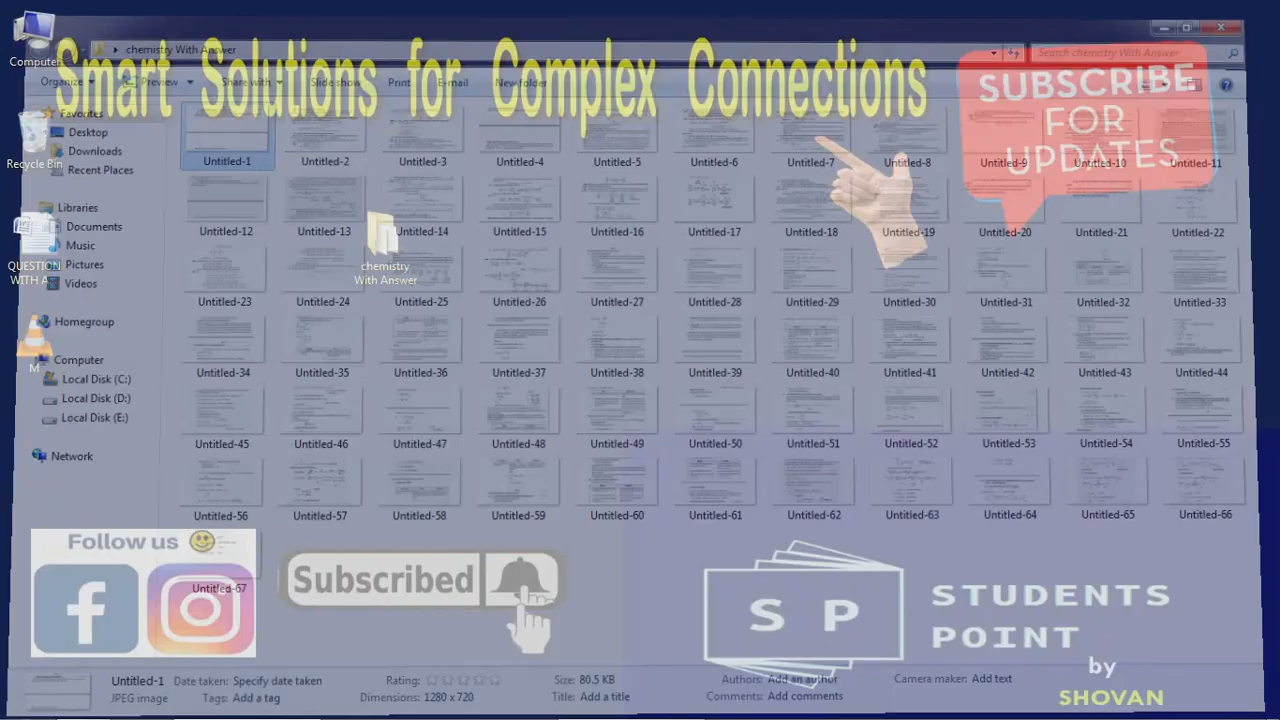 Computer
chemistry With Answer
Search chemistry With Answer
Smart Solutions for Complex Connections
Organize
Preview
Share with
Slide show
Print
E-mail
New folder
SUBSCRIBE
FOR
UPDATES
Recycle Bin
QUESTION
WITH A
M
chemistry
With Answer
Favorites
Desktop
Downloads
Recent Places
Libraries
Documents
Music
Pictures
Videos
Homegroup
Computer
Local Disk (C:)
Local Disk (D:)
Local Disk (E:)
Network
Untitled-1 Untitled-2 Untitled-3 Untitled-4 Untitled-5 Untitled-6 Untitled-7 Untitled-8 Untitled-9 Untitled-10 Untitled-11
Untitled-12 Untitled-13 Untitled-14 Untitled-15 Untitled-16 Untitled-17 Untitled-18 Untitled-19 Untitled-20 Untitled-21 Untitled-22
Untitled-23 Untitled-24 Untitled-25 Untitled-26 Untitled-27 Untitled-28 Untitled-29 Untitled-30 Untitled-31 Untitled-32 Untitled-33
Untitled-34 Untitled-35 Untitled-36 Untitled-37 Untitled-38 Untitled-39 Untitled-40 Untitled-41 Untitled-42 Untitled-43 Untitled-44
Untitled-45 Untitled-46 Untitled-47 Untitled-48 Untitled-49 Untitled-50 Untitled-51 Untitled-52 Untitled-53 Untitled-54 Untitled-55
Untitled-56 Untitled-57 Untitled-58 Untitled-59 Untitled-60 Untitled-61 Untitled-62 Untitled-63 Untitled-64 Untitled-65 Untitled-66
Untitled-67
Follow us
Subscribed
S P
STUDENTS
POINT
by
SHOVAN
Untitled-1 Date taken: Specify date taken Rating: Size: 80.5 KB Authors: Add an author Camera maker: Add text
JPEG image Tags: Add a tag Dimensions: 1280 x 720 Title: Add a title Comments: Add comments